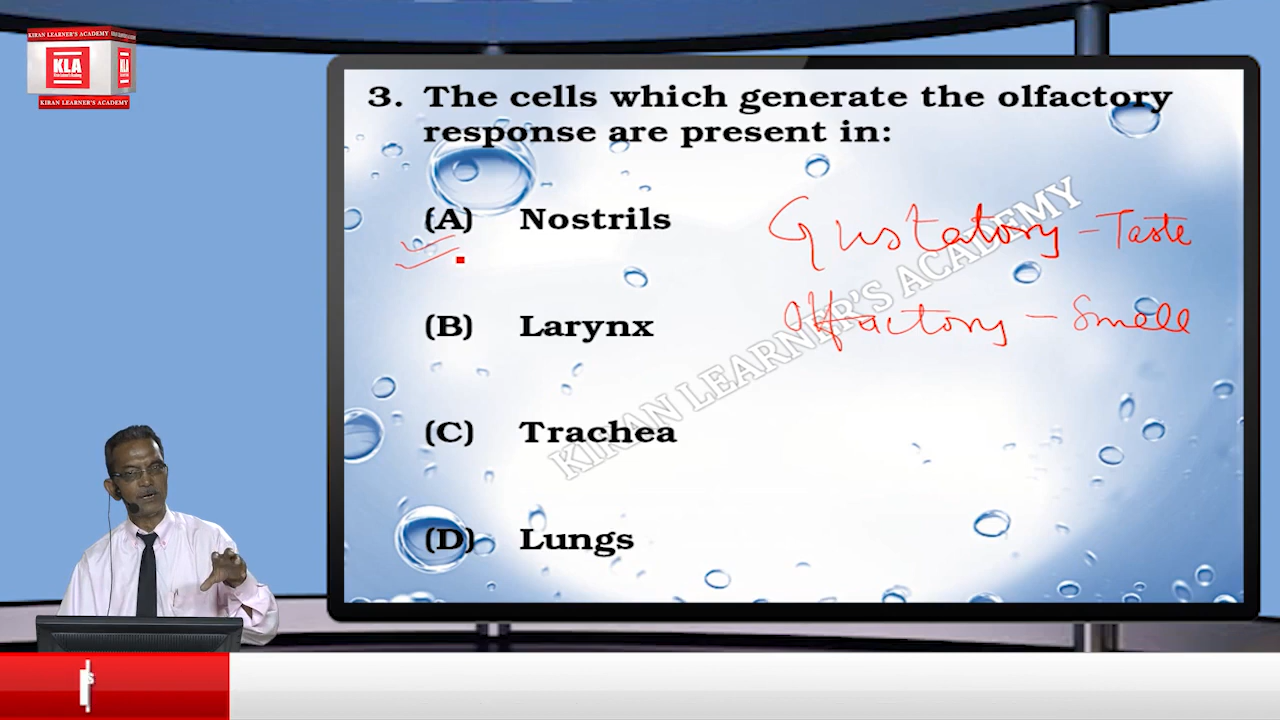 KIRAN LEARNER'S ACADEMY
KLA
KIRAN LEARNER'S ACADEMY
3. The cells which generate the olfactory
response are present in:
(A) Nostrils
Gustatory - Taste
(B) Larynx
Olfactory - Smell
(C) Trachea
(D) Lungs
KIRAN LEARNER'S ACADEMY